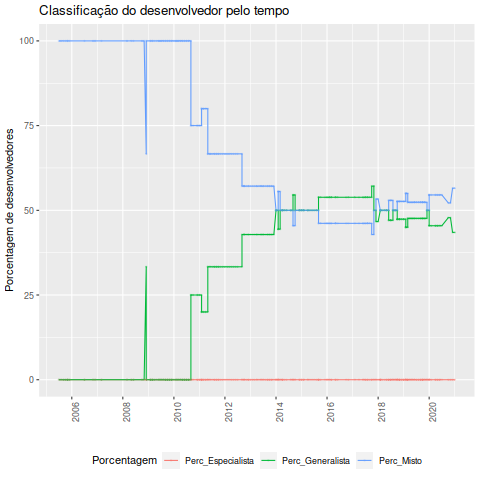 Classificação do desenvolvedor pelo tempo
Porcentagem de desenvolvedores
100
75
50
25
0
2006
2008
2010
2012
2014
2016
2018
2020
Porcentagem
Perc_Especialista
Perc_Generalista
Perc_Misto